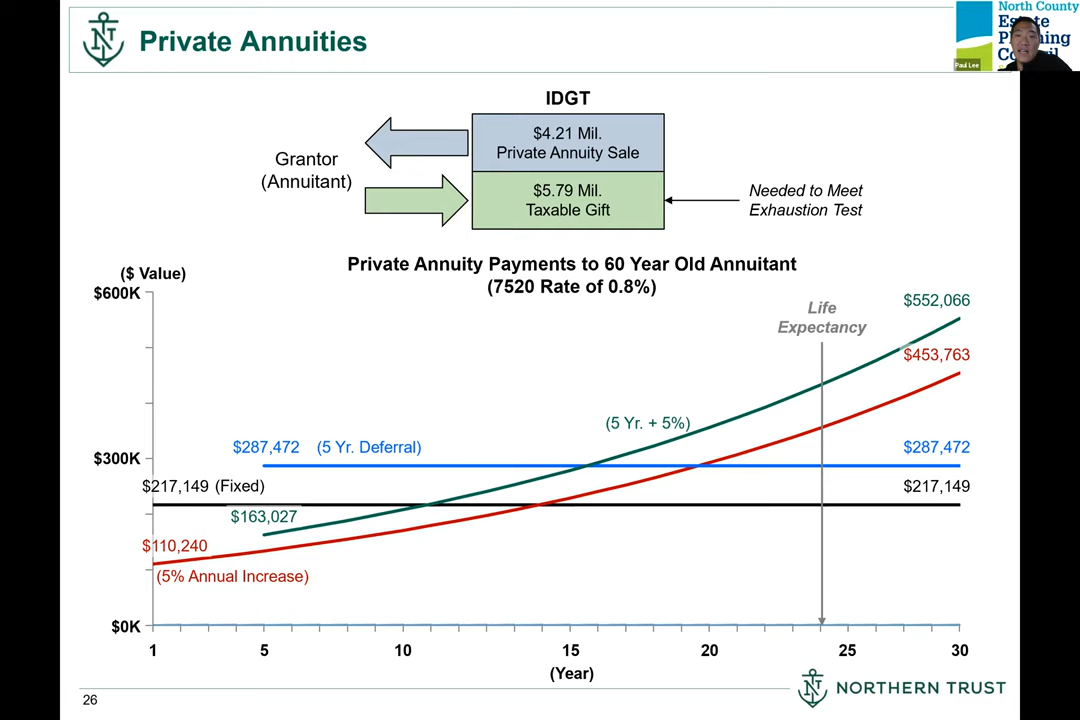 Private Annuities
North County
Estate
Planning
Council
Paul Lee
IDGT
$4.21 Mil.
Private Annuity Sale
Grantor
(Annuitant)
$5.79 Mil.
Taxable Gift
Needed to Meet
Exhaustion Test
Private Annuity Payments to 60 Year Old Annuitant
(7520 Rate of 0.8%)
($ Value)
$600K
$300K
$0K
Life
Expectancy
$552,066
$453,763
(5 Yr. + 5%)
$287,472 (5 Yr. Deferral)
$287,472
$217,149 (Fixed)
$217,149
$163,027
$110,240
(5% Annual Increase)
1 5 10 15 20 25 30
(Year)
26
NORTHERN TRUST